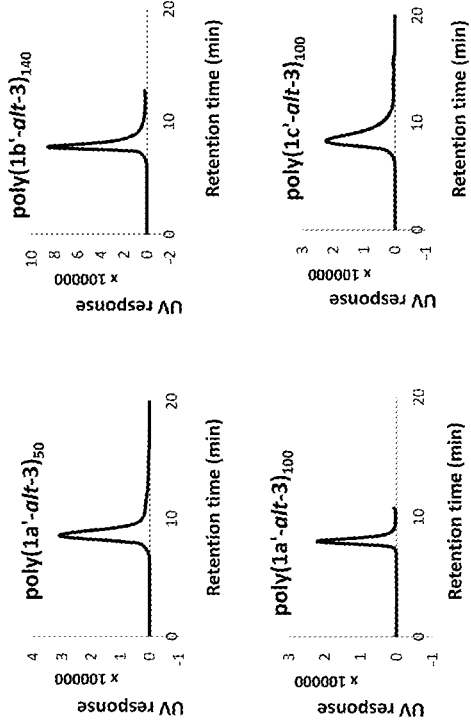 poly(1a'-alt-3)50
UV response
x 100000
4
3
2
1
0
-1
0
10
20
Retention time (min)
poly(1b'-alt-3)140
UV response
x 100000
10
8
6
4
2
0
-2
0
10
20
Retention time (min)
poly(1a'-alt-3)100
UV response
x 100000
3
2
1
0
-1
0
10
20
Retention time (min)
poly(1c'-alt-3)100
UV response
x 100000
3
2
1
0
-1
0
10
20
Retention time (min)